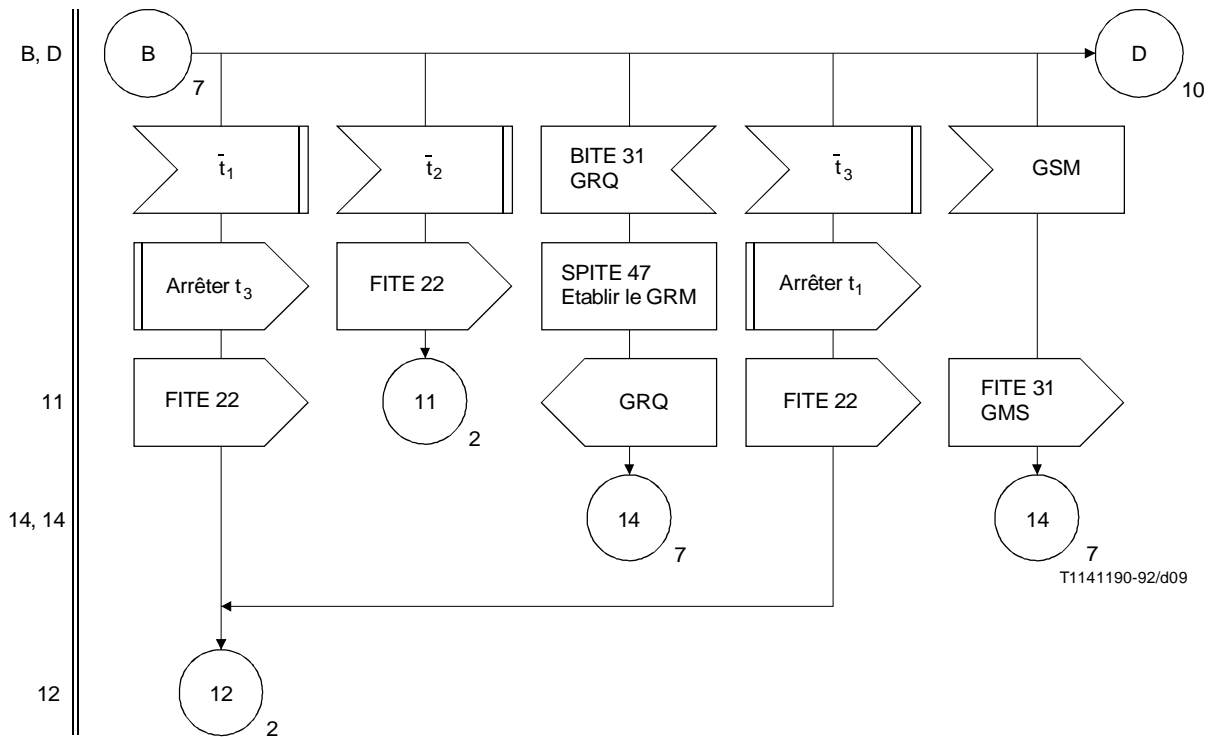 B, D
B
7
D
10
t̄1
t̄2
BITE 31
GRQ
t̄3
GSM
Arrêter t3
FITE 22
SPITE 47
Etablir le GRM
Arrêter t1
11
FITE 22
11
2
GRQ
FITE 22
FITE 31
GMS
14, 14
14
7
14
7
T1141190-92/d09
12
12
2